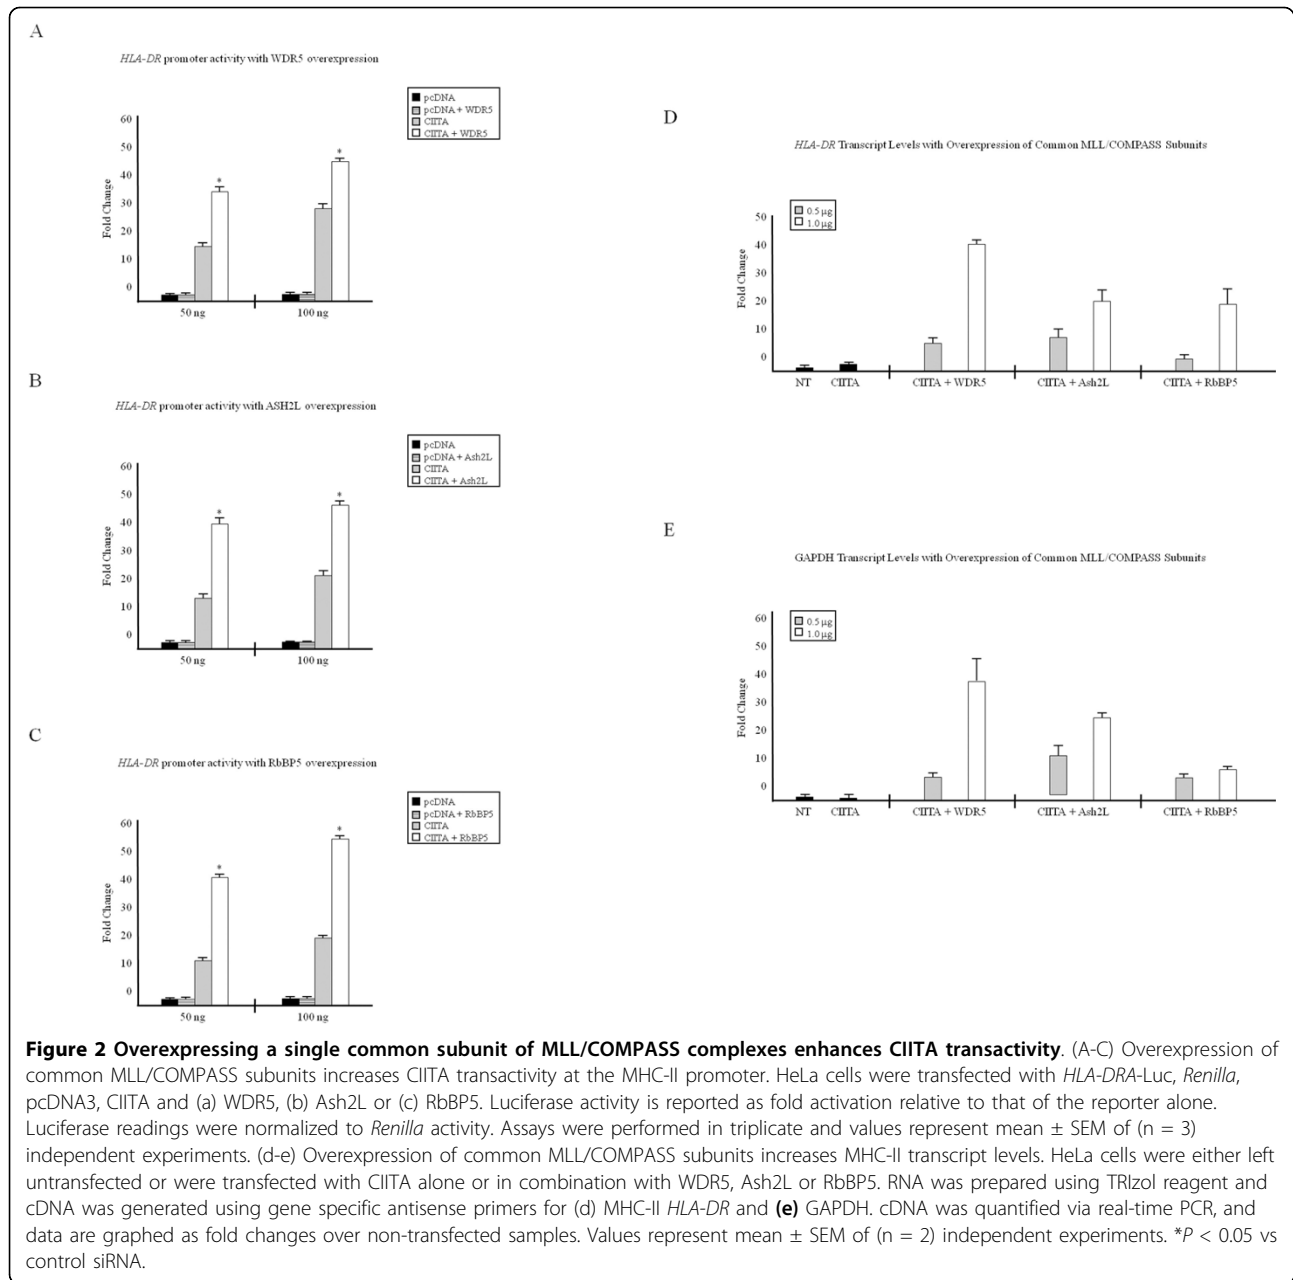 A
HLA-DR promoter activity with WDR5 overexpression
pcDNA
pcDNA + WDR5
CIITA
CIITA + WDR5
60
50
40
30
20
10
0
Fold Change
*
*
50 ng
100 ng
B
HLA-DR promoter activity with ASH2L overexpression
pcDNA
pcDNA + Ash2L
CIITA
CIITA + Ash2L
60
50
40
30
20
10
0
Fold Change
*
*
50 ng
100 ng
C
HLA-DR promoter activity with RbBP5 overexpression
pcDNA
pcDNA + RbBP5
CIITA
CIITA + RbBP5
60
50
40
30
20
10
0
Fold Change
*
*
50 ng
100 ng
D
HLA-DR Transcript Levels with Overexpression of Common MLL/COMPASS Subunits
0.5 µg
1.0 µg
50
40
30
20
10
0
Fold Change
NT
CIITA
CIITA + WDR5
CIITA + Ash2L
CIITA + RbBP5
E
GAPDH Transcript Levels with Overexpression of Common MLL/COMPASS Subunits
0.5 µg
1.0 µg
60
50
40
30
20
10
0
Fold Change
NT
CIITA
CIITA + WDR5
CIITA + Ash2L
CIITA + RbBP5
Figure 2 Overexpressing a single common subunit of MLL/COMPASS complexes enhances CIITA transactivity. (A-C) Overexpression of
common MLL/COMPASS subunits increases CIITA transactivity at the MHC-II promoter. HeLa cells were transfected with HLA-DRA-Luc, Renilla,
pcDNA3, CIITA and (a) WDR5, (b) Ash2L or (c) RbBP5. Luciferase activity is reported as fold activation relative to that of the reporter alone.
Luciferase readings were normalized to Renilla activity. Assays were performed in triplicate and values represent mean ± SEM of (n = 3)
independent experiments. (d-e) Overexpression of common MLL/COMPASS subunits increases MHC-II transcript levels. HeLa cells were either left
untransfected or were transfected with CIITA alone or in combination with WDR5, Ash2L or RbBP5. RNA was prepared using TRIzol reagent and
cDNA was generated using gene specific antisense primers for (d) MHC-II HLA-DR and (e) GAPDH. cDNA was quantified via real-time PCR, and
data are graphed as fold changes over non-transfected samples. Values represent mean ± SEM of (n = 2) independent experiments. *P < 0.05 vs
control siRNA.